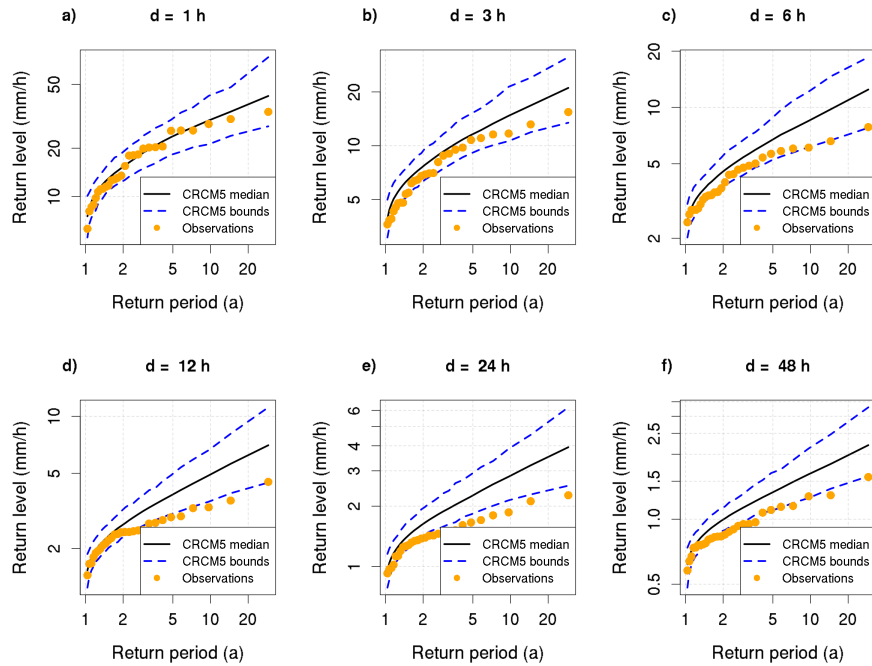 a) d = 1 h
Return level (mm/h)
50
20
10
CRCM5 median
CRCM5 bounds
Observations
1 2 5 10 20
Return period (a)
b) d = 3 h
Return level (mm/h)
20
10
5
CRCM5 median
CRCM5 bounds
Observations
1 2 5 10 20
Return period (a)
c) d = 6 h
Return level (mm/h)
20
10
5
2
CRCM5 median
CRCM5 bounds
Observations
1 2 5 10 20
Return period (a)
d) d = 12 h
Return level (mm/h)
10
5
2
CRCM5 median
CRCM5 bounds
Observations
1 2 5 10 20
Return period (a)
e) d = 24 h
Return level (mm/h)
6
4
3
2
1
CRCM5 median
CRCM5 bounds
Observations
1 2 5 10 20
Return period (a)
f) d = 48 h
Return level (mm/h)
2.5
1.5
1.0
0.5
CRCM5 median
CRCM5 bounds
Observations
1 2 5 10 20
Return period (a)